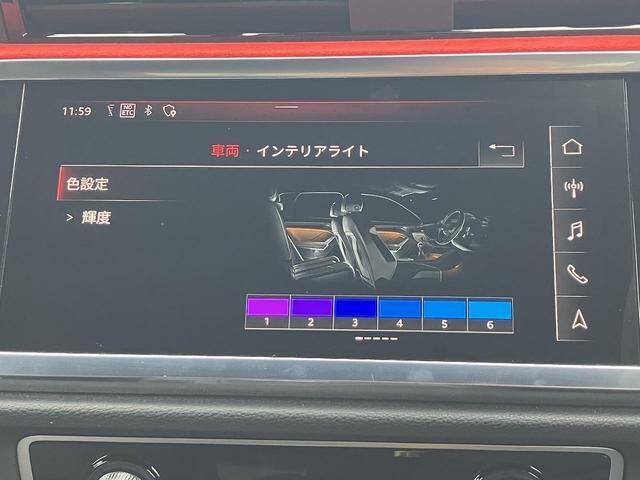 11:59 NO ETC
車両・インテリアライト
色設定
> 輝度
1 2 3 4 5 6